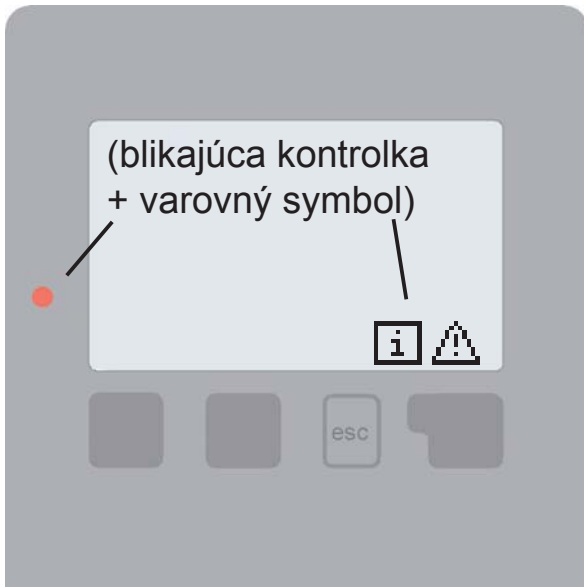 (blikajúca kontrolka
+ varovný symbol)
i
esc